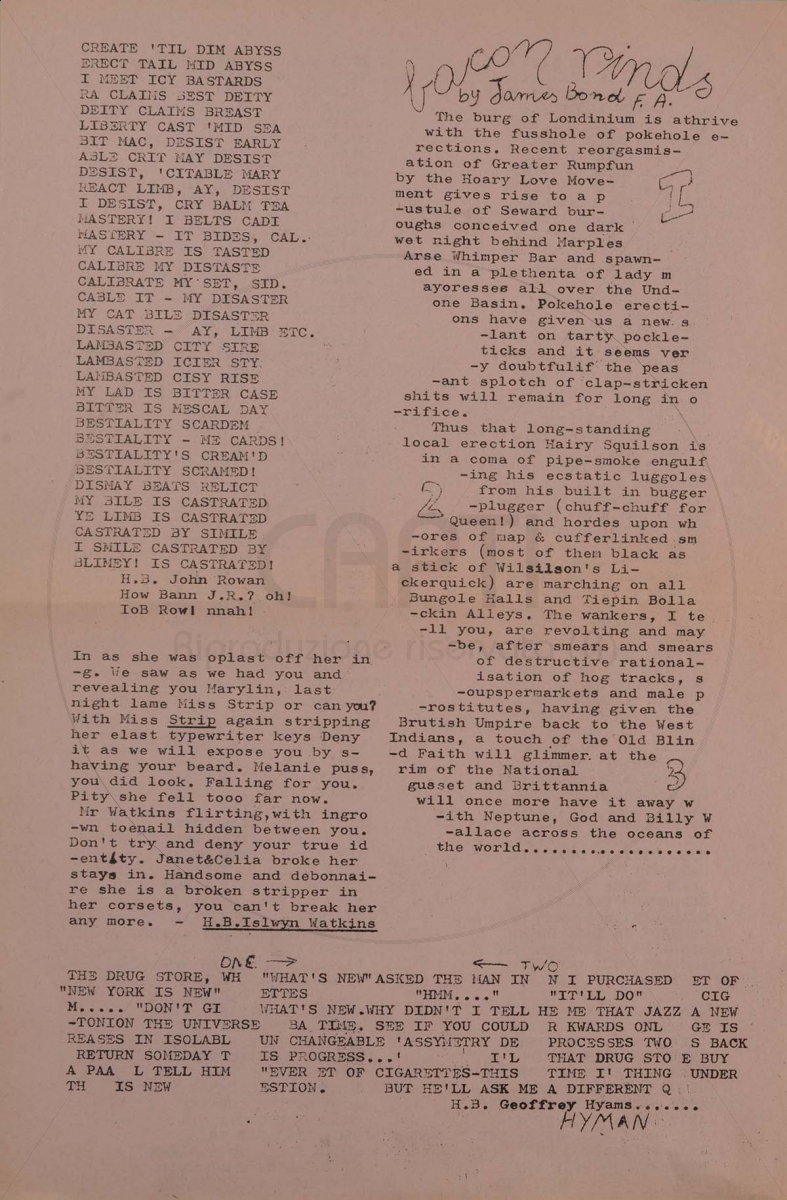 CREATE 'TIL DIM ABYSS
ERECT TAIL MID ABYSS
I MEET ICY BASTARDS
RA CLAIMS BEST DEITY
DEITY CLAIMS BREAST
LIBERTY CAST 'MID SEA
BIT MAC, DESIST EARLY
ABLE CRIT MAY DESIST
DESIST, 'CITABLE MARY
REACT LIMB, AY, DESIST
I DESIST, CRY BALM TEA
MASTERY! I BELTS CADI
MASTERY - IT BIDES, CAL..
MY CALIBRE IS TASTED
CALIBRE MY DISTASTE
CALIBRATE MY SET, SID.
CABLE IT - MY DISASTER
MY CAT BILE DISASTER
DISASTER - AY, LIMB ETC.
LAMBASTED CITY SIRE
LAMBASTED ICIER STY.
LAMBASTED CISY RISE
MY LAD IS BITTER CASE
BITTER IS MESCAL DAY
BESTIALITY SCARDEM
BESTIALITY - ME CARDS!
BESTIALITY'S CREAM'D
BESTIALITY SCRAMED!
DISMAY BEATS RELICT
MY BILE IS CASTRATED
YE LIMB IS CASTRATED
CASTRATED BY SIMILE
I SMILE CASTRATED BY
BLIMEY! IS CASTRATED!
H.B. John Rowan
How Bann J.R.? oh!
IoB Row! nnah!
In as she was oplast off her in
-g. We saw as we had you and
revealing you Marylin, last
night lame Miss Strip or can you?
With Miss Strip again stripping
her elast typewriter keys Deny
it as we will expose you by s-
having your beard. Melanie puss,
you did look. Falling for you.
Pity she fell tooo far now.
Mr Watkins flirting,with ingro
-wn toenail hidden between you.
Don't try and deny your true id
-entity. Janet&Celia broke her
stays in. Handsome and debonnai-
re she is a broken stripper in
her corsets, you can't break her
any more. - H.B.Islwyn Watkins
by James Bond F.A.
The burg of Londinium is athrive
with the fusshole of pokehole e-
rections. Recent reorgasmis-
ation of Greater Rumpfun
by the Hoary Love Move-
ment gives rise to a p
-ustule of Seward bur-
oughs conceived one dark
wet night behind Marples
Arse Whimper Bar and spawn-
ed in a plethenta of lady m
ayoresses all over the Und-
one Basin. Pokehole erecti-
ons have given us a new s
-lant on tarty pockle-
ticks and it seems ver
-y doubtfulif the peas
-ant splotch of clap-stricken
shits will remain for long in o
-rifice.
Thus that long-standing
local erection Hairy Squilson is
in a coma of pipe-smoke engulf
-ing his ecstatic luggoles
from his built in bugger
-plugger (chuff-chuff for
Queen!) and hordes upon wh
-ores of map & cufferlinked sm
-irkers (most of them black as
a stick of Wilsilson's Li-
ckerquick) are marching on all
Bungole Halls and Tiepin Bolla
-ckin Alleys. The wankers, I te
-ll you, are revolting and may
-be, after smears and smears
of destructive rational-
isation of hog tracks, s
-oupspermarkets and male p
-rostitutes, having given the
Brutish Umpire back to the West
Indians, a touch of the Old Blin
-d Faith will glimmer at the
rim of the National
gusset and Brittannia
will once more have it away w
-ith Neptune, God and Billy W
-allace across the oceans of
the world....................
1
2
3
ONE → ← TWO
THE DRUG STORE, WH "WHAT'S NEW"ASKED THE MAN IN N I PURCHASED ET OF
"NEW YORK IS NEW" ETTES "HMM...." "IT'LL DO" CIG
M..... "DON'T GI WHAT'S NEW.WHY DIDN'T I TELL HE ME THAT JAZZ A NEW
-TONION THE UNIVERSE BA TIME. SEE IF YOU COULD R KWARDS ONL GE IS
REASES IN ISOLABL UN CHANGEABLE 'ASSYMETRY DE PROCESSES TWO S BACK
RETURN SOMEDAY T IS PROGRESS...' I'L THAT DRUG STO E BUY
A PAA L TELL HIM "EVER ET OF CIGARETTES-THIS TIME I' THING UNDER
TH IS NEW ESTION. BUT HE'LL ASK ME A DIFFERENT Q
H.B. Geoffrey Hyams.......
HYMAN